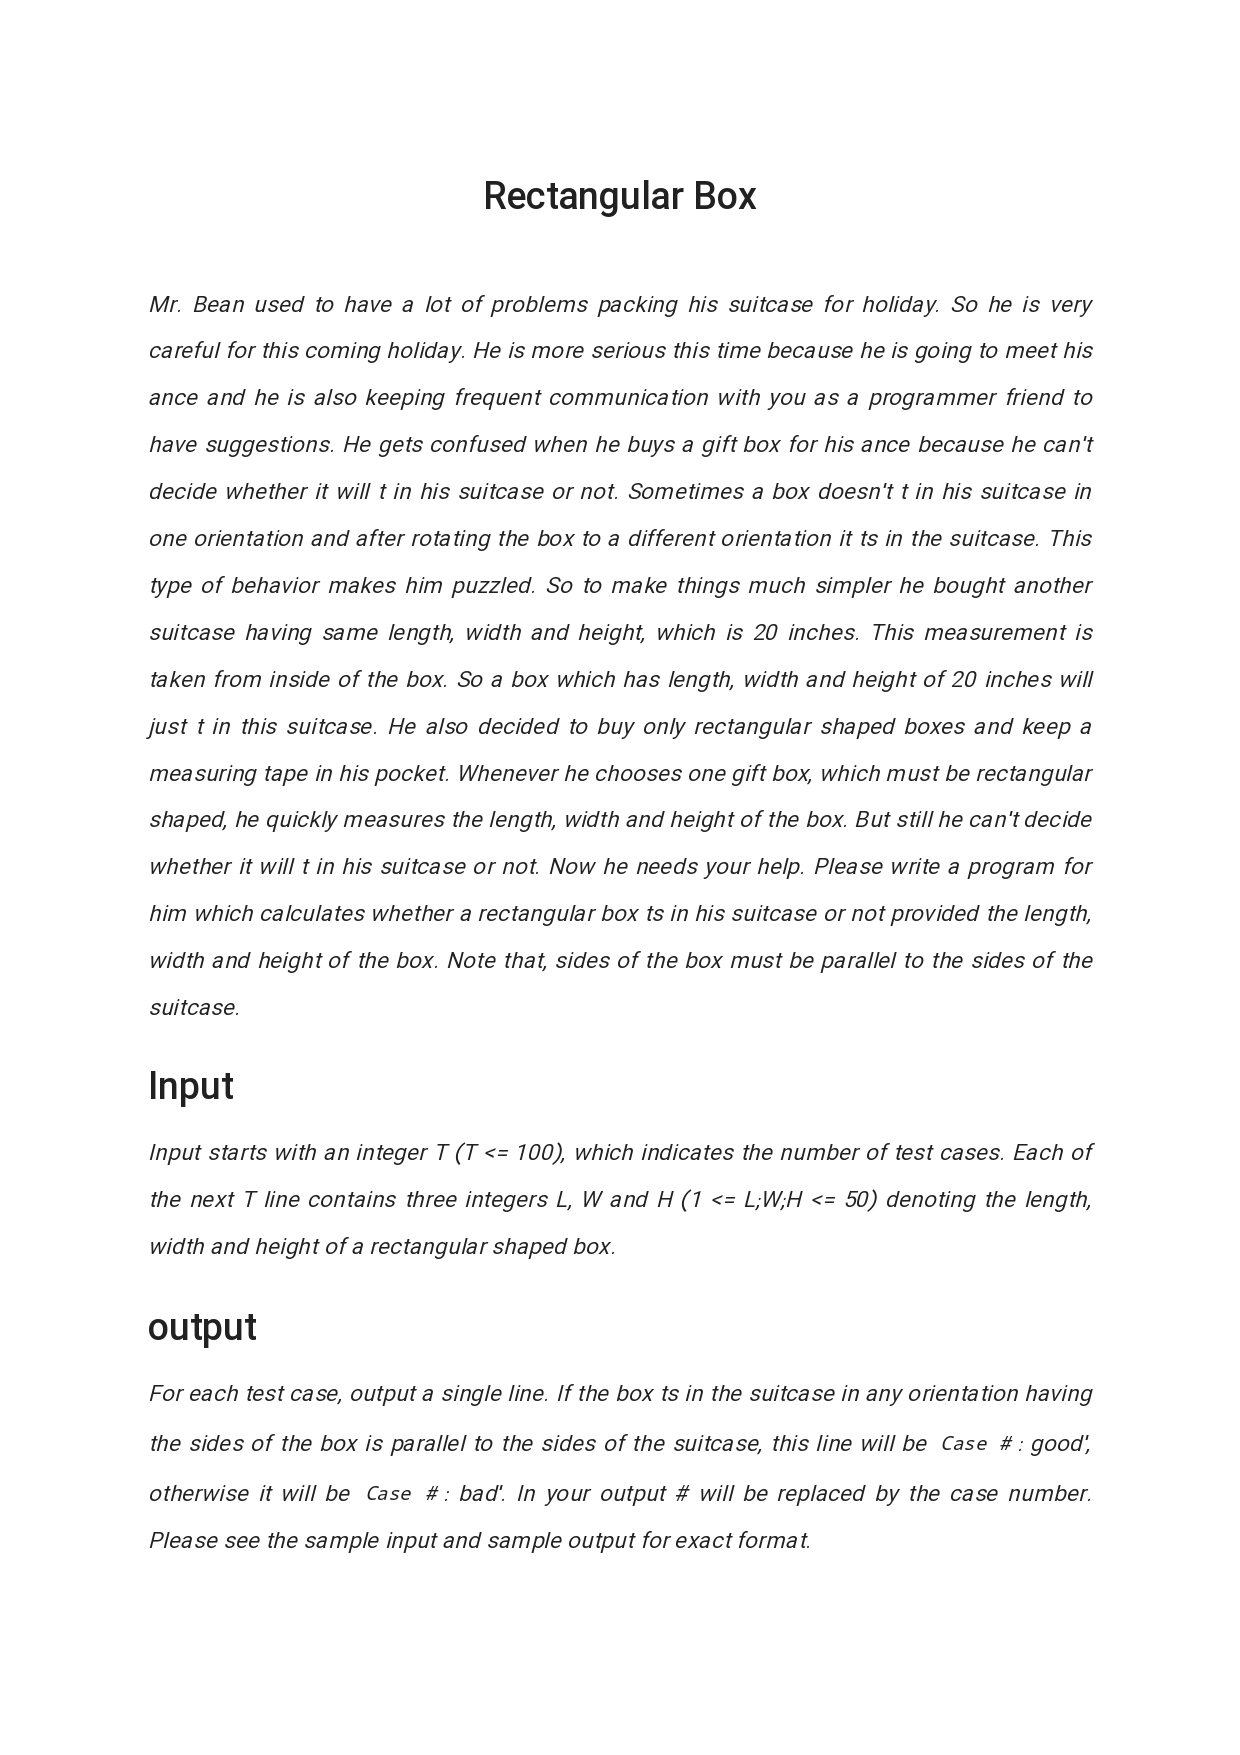 Rectangular Box
Mr. Bean used to have a lot of problems packing his suitcase for holiday. So he is very
careful for this coming holiday. He is more serious this time because he is going to meet his
ance and he is also keeping frequent communication with you as a programmer friend to
have suggestions. He gets confused when he buys a gift box for his ance because he can't
decide whether it will t in his suitcase or not. Sometimes a box doesn't t in his suitcase in
one orientation and after rotating the box to a different orientation it ts in the suitcase. This
type of behavior makes him puzzled. So to make things much simpler he bought another
suitcase having same length, width and height, which is 20 inches. This measurement is
taken from inside of the box. So a box which has length, width and height of 20 inches will
just t in this suitcase. He also decided to buy only rectangular shaped boxes and keep a
measuring tape in his pocket. Whenever he chooses one gift box, which must be rectangular
shaped, he quickly measures the length, width and height of the box. But still he can't decide
whether it will t in his suitcase or not. Now he needs your help. Please write a program for
him which calculates whether a rectangular box ts in his suitcase or not provided the length,
width and height of the box. Note that, sides of the box must be parallel to the sides of the
suitcase.
Input
Input starts with an integer T (T <= 100), which indicates the number of test cases. Each of
the next T line contains three integers L, W and H (1 <= L;W;H <= 50) denoting the length,
width and height of a rectangular shaped box.
output
For each test case, output a single line. If the box ts in the suitcase in any orientation having
the sides of the box is parallel to the sides of the suitcase, this line will be Case # : good',
otherwise it will be Case # : bad'. In your output # will be replaced by the case number.
Please see the sample input and sample output for exact format.